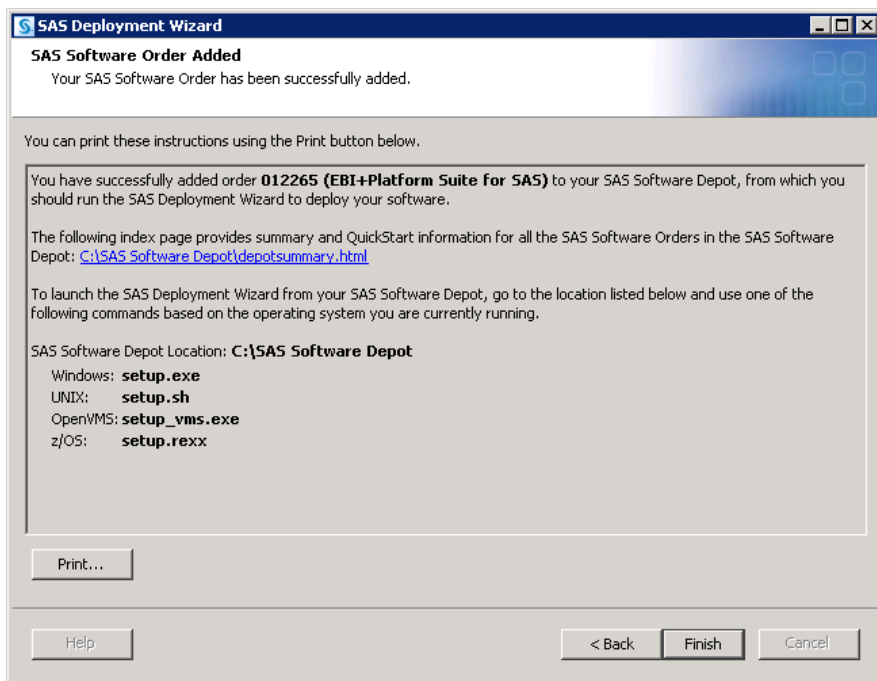 SAS Deployment Wizard
SAS Software Order Added
Your SAS Software Order has been successfully added.
You can print these instructions using the Print button below.
You have successfully added order 012265 (EBI+Platform Suite for SAS) to your SAS Software Depot, from which you
should run the SAS Deployment Wizard to deploy your software.
The following index page provides summary and QuickStart information for all the SAS Software Orders in the SAS Software
Depot: C:\SAS Software Depot\depotsummary.html
To launch the SAS Deployment Wizard from your SAS Software Depot, go to the location listed below and use one of the
following commands based on the operating system you are currently running.
SAS Software Depot Location: C:\SAS Software Depot
Windows: setup.exe
UNIX: setup.sh
OpenVMS: setup_vms.exe
z/OS: setup.rexx
Print...
Help < Back Finish Cancel